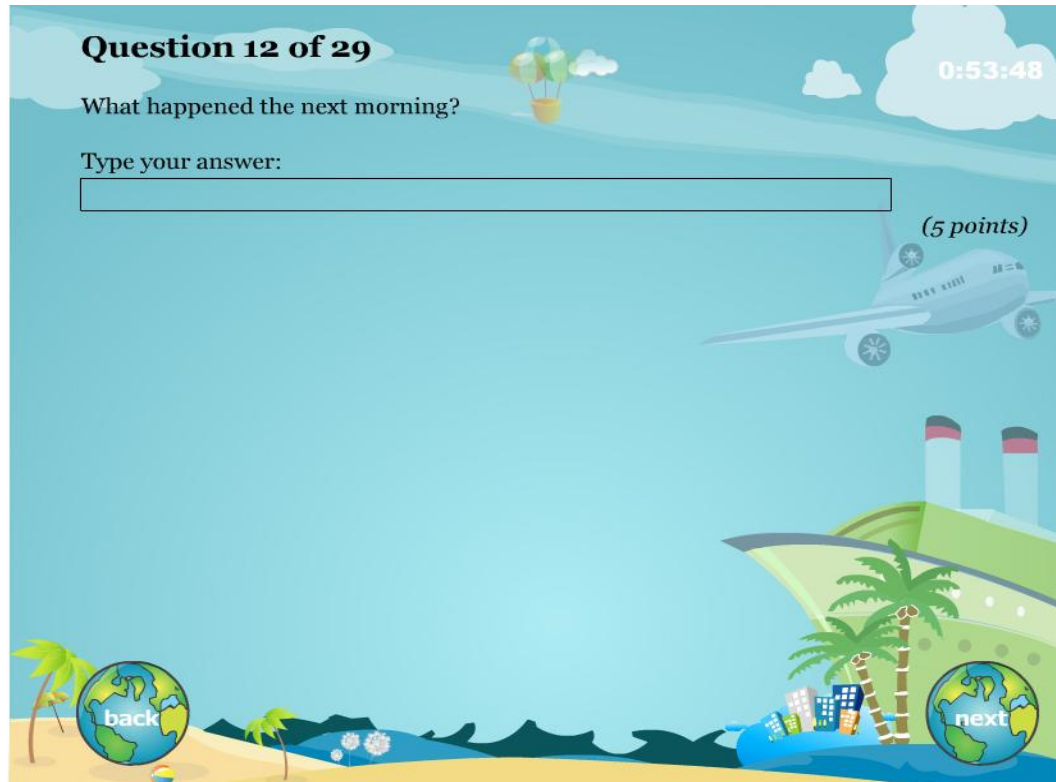 Question 12 of 29
0:53:48
What happened the next morning?
Type your answer:
(5 points)
back
next